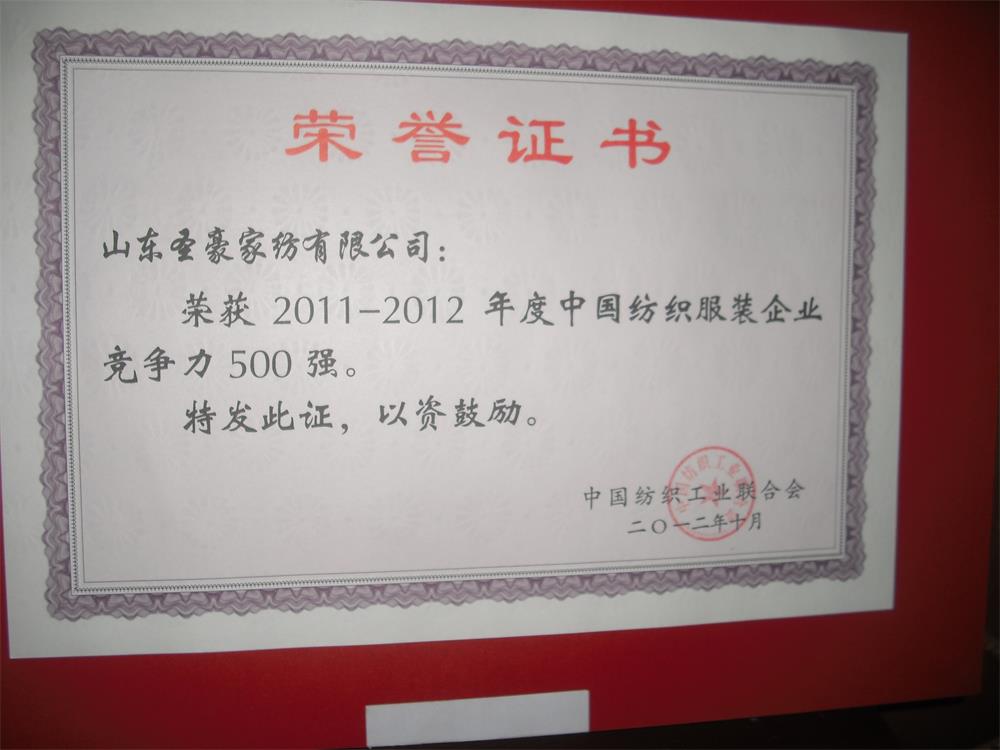 荣誉证书
山东圣豪家纺有限公司：
荣获 2011-2012 年度中国纺织服装企业
竞争力 500 强。
特发此证，以资鼓励。
中国纺织工业联合会
二〇一二年十月